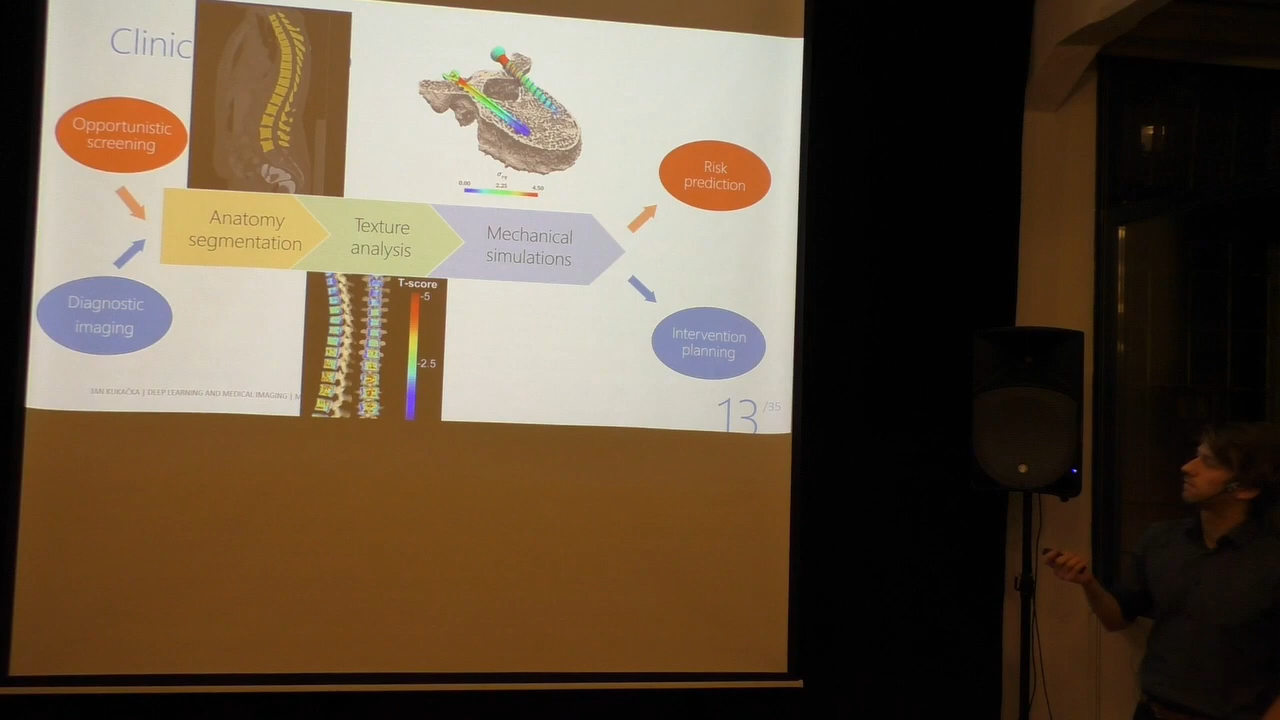 Clinic
Opportunistic
screening
σeq
0.00 2.25 4.50
Risk
prediction
Anatomy
segmentation
Texture
analysis
Mechanical
simulations
Diagnostic
imaging
T-score
-5
-2.5
Intervention
planning
JAN KUKAČKA | DEEP LEARNING AND MEDICAL IMAGING | M
13/35